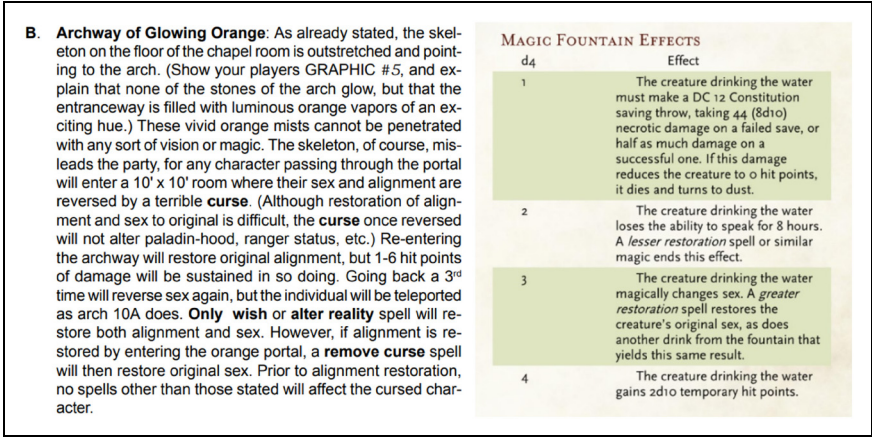 B. Archway of Glowing Orange: As already stated, the skel-
eton on the floor of the chapel room is outstretched and point-
ing to the arch. (Show your players GRAPHIC #5, and ex-
plain that none of the stones of the arch glow, but that the
entranceway is filled with luminous orange vapors of an ex-
citing hue.) These vivid orange mists cannot be penetrated
with any sort of vision or magic. The skeleton, of course, mis-
leads the party, for any character passing through the portal
will enter a 10' x 10' room where their sex and alignment are
reversed by a terrible curse. (Although restoration of align-
ment and sex to original is difficult, the curse once reversed
will not alter paladin-hood, ranger status, etc.) Re-entering
the archway will restore original alignment, but 1-6 hit points
of damage will be sustained in so doing. Going back a 3rd
time will reverse sex again, but the individual will be teleported
as arch 10A does. Only wish or alter reality spell will re-
store both alignment and sex. However, if alignment is re-
stored by entering the orange portal, a remove curse spell
will then restore original sex. Prior to alignment restoration,
no spells other than those stated will affect the cursed char-
acter.
Magic Fountain Effects
d4 Effect
1 The creature drinking the water
must make a DC 12 Constitution
saving throw, taking 44 (8d10)
necrotic damage on a failed save, or
half as much damage on a
successful one. If this damage
reduces the creature to 0 hit points,
it dies and turns to dust.
2 The creature drinking the water
loses the ability to speak for 8 hours.
A lesser restoration spell or similar
magic ends this effect.
3 The creature drinking the water
magically changes sex. A greater
restoration spell restores the
creature's original sex, as does
another drink from the fountain that
yields this same result.
4 The creature drinking the water
gains 2d10 temporary hit points.